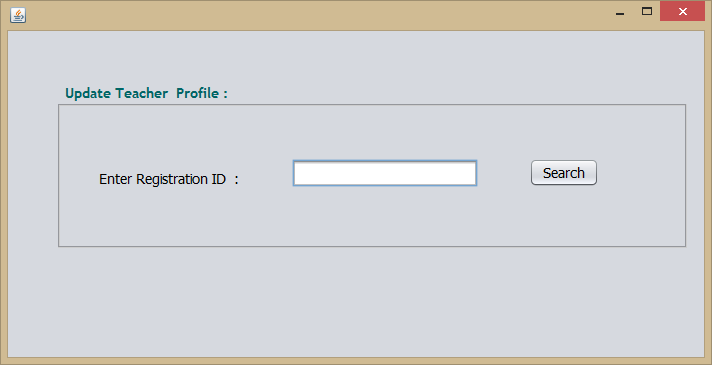 Update Teacher  Profile :
Enter Registration ID  :
Search